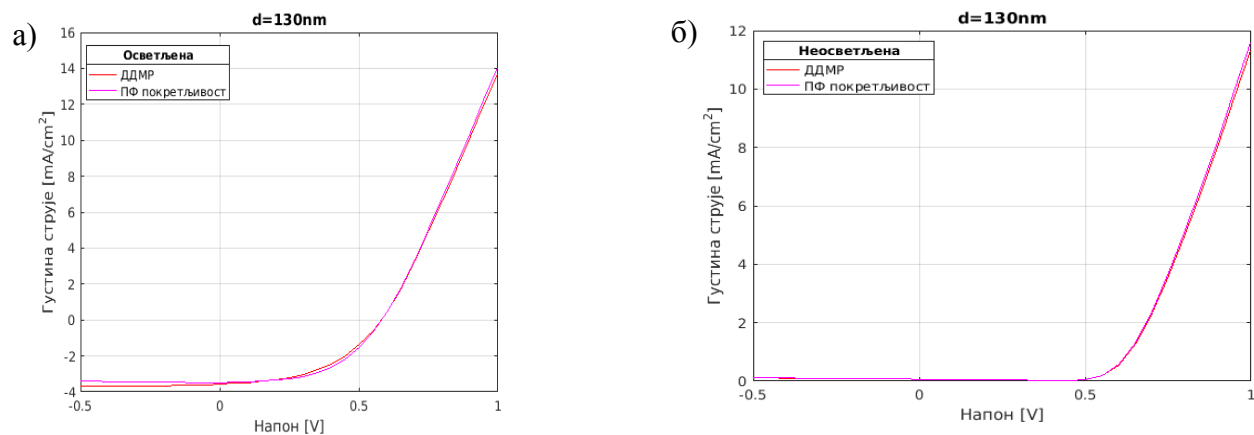 а)
d=130nm
Осветљена
ДДМР
ПФ покретљивост
Густина струје [mA/cm²]
16
14
12
10
8
6
4
2
0
-2
-4
-0.5
0
0.5
1
Напон [V]
б)
d=130nm
Неосветљена
ДДМР
ПФ покретљивост
Густина струје [mA/cm²]
12
10
8
6
4
2
0
-0.5
0
0.5
1
Напон [V]